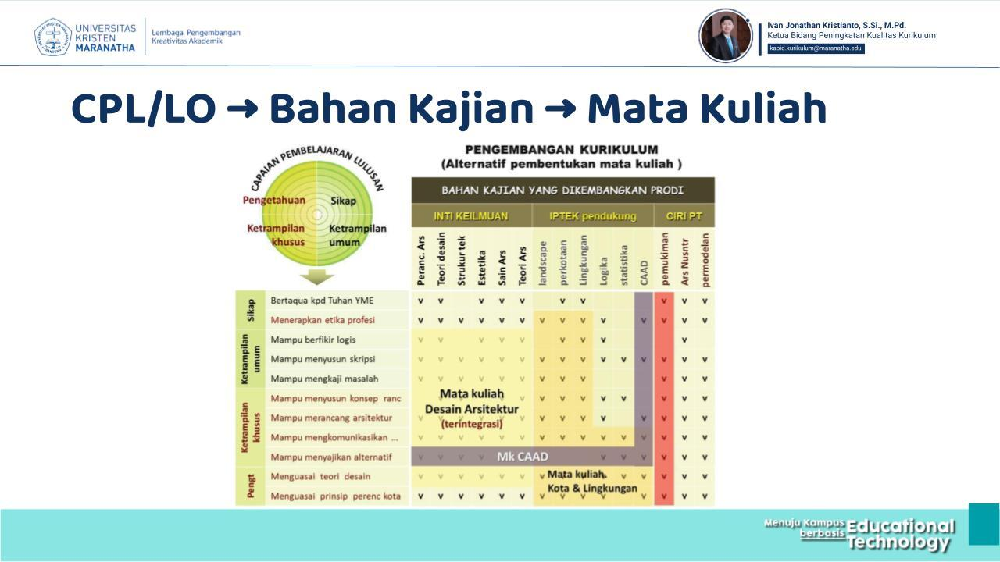 UNIVERSITAS
KRISTEN
MARANATHA
Lembaga Pengembangan
Kreativitas Akademik
Ivan Jonathan Kristianto, S.Si., M.Pd.
Ketua Bidang Peningkatan Kualitas Kurikulum
kabid.kurikulum@maranatha.edu
CPL/LO → Bahan Kajian → Mata Kuliah
CAPAIAN PEMBELAJARAN LULUSAN
Pengetahuan
Sikap
Ketrampilan
khusus
Ketrampilan
umum
PENGEMBANGAN KURIKULUM
(Alternatif pembentukan mata kuliah )
BAHAN KAJIAN YANG DIKEMBANGKAN PRODI
INTI KEILMUAN
IPTEK pendukung
CIRI PT
Peranc. Ars
Teori desain
Strukur tek
Estetika
Sain Ars
Teori Ars
landscape
perkotaan
Lingkungan
Logika
statistika
CAAD
pemukiman
Ars Nusntr
permodelan
Sikap
Bertaqua kpd Tuhan YME
v v v v v v v v v v
Menerapkan etika profesi
v v v v v v v v v v v v v v
Ketrampilan
umum
Mampu berfikir logis
v v v v v v v v v
Mampu menyusun skripsi
v v v v v v v v v v v v v v v
Mampu mengkaji masalah
v v v v v v v v v v v v
Ketrampilan
khusus
Mampu menyusun konsep ranc
Mampu merancang arsitektur
Mampu mengkomunikasikan ...
Mampu menyajikan alternatif
Mata kuliah
Desain Arsitektur
(terintegrasi)
Mk CAAD
Pengt
Menguasai teori desain
Menguasai prinsip perenc kota
Mata kuliah
Kota & Lingkungan
Menuju Kampus
berbasis
Educational
Technology